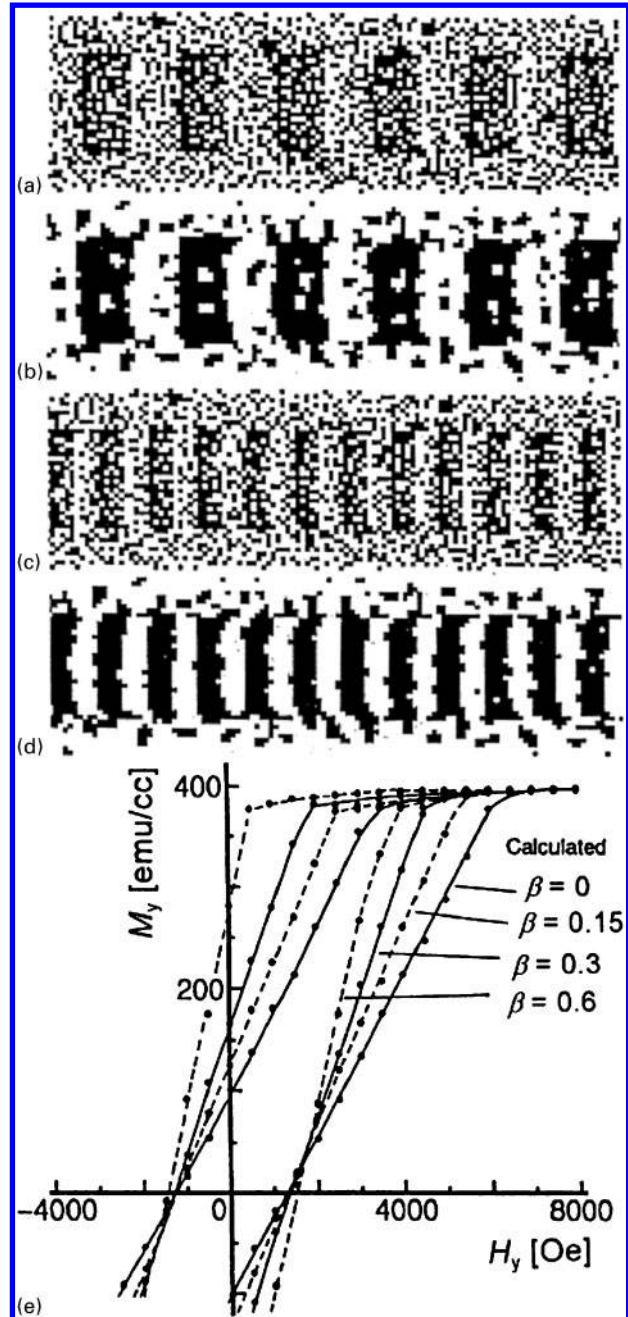 (a)
(b)
(c)
(d)
400
Calculated
β = 0
β = 0.15
β = 0.3
β = 0.6
200
M_y [emu/cc]
-4000 0 4000 8000
H_y [Oe]
(e)